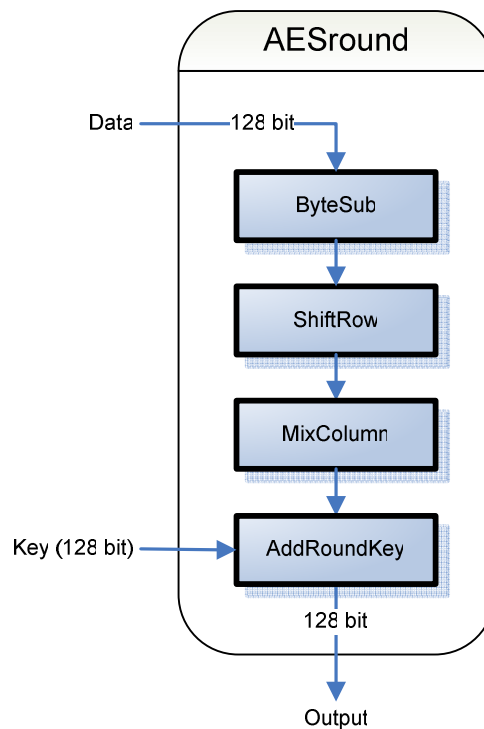 AESround
Data
128 bit
ByteSub
ShiftRow
MixColumn
Key (128 bit)
AddRoundKey
128 bit
Output